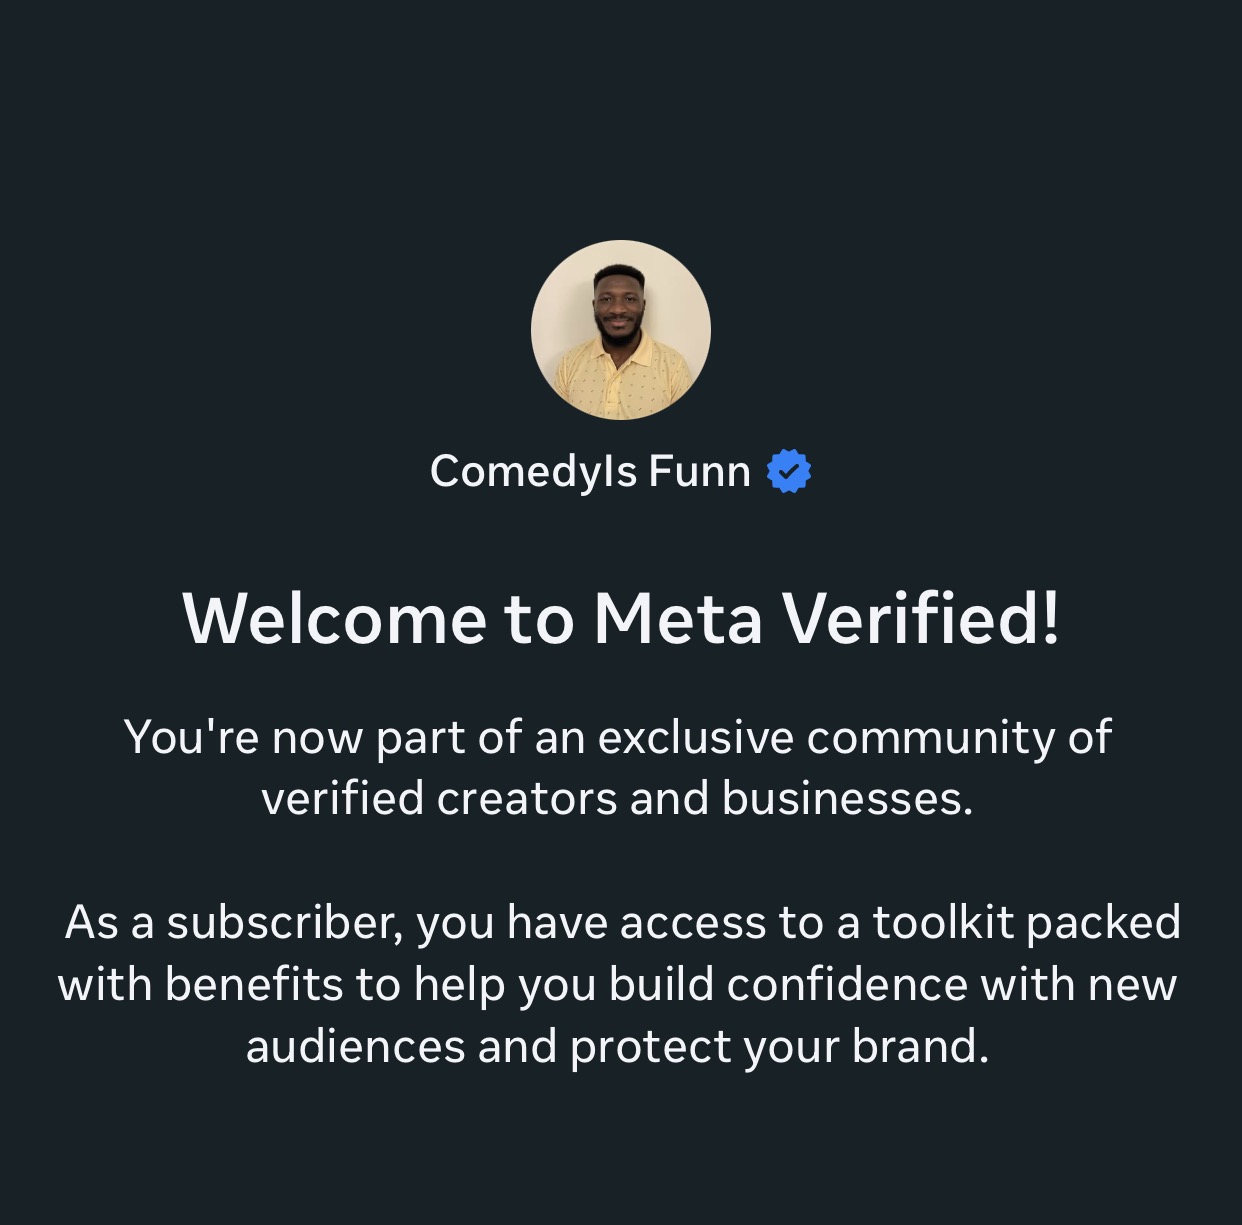 ComedyIs Funn
Welcome to Meta Verified!
You're now part of an exclusive community of
verified creators and businesses.
As a subscriber, you have access to a toolkit packed
with benefits to help you build confidence with new
audiences and protect your brand.